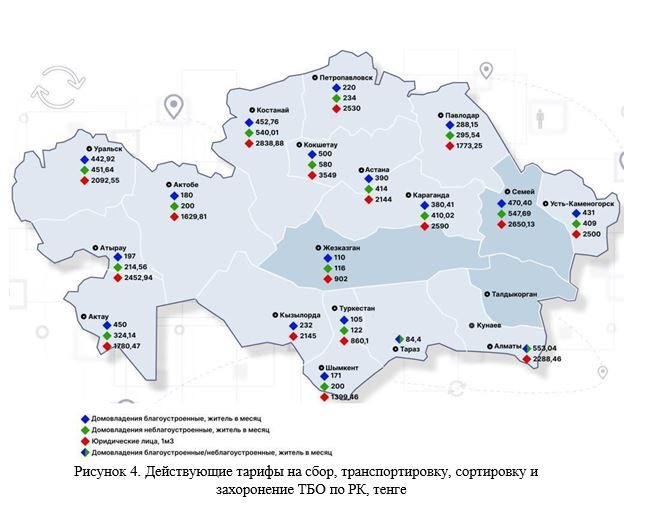 Петропавловск
220
234
2530
Костанай
452,76
540,01
2838,88
Павлодар
288,15
295,54
1773,25
Кокшетау
500
580
3549
Уральск
442,92
451,64
2092,55
Астана
390
414
2144
Актобе
180
200
1629,81
Караганда
380,41
410,02
2590
Семей
470,40
547,69
2650,13
Усть-Каменогорск
431
409
2500
Атырау
197
214,56
2452,94
Жезказган
110
116
902
Талдыкорган
Актау
450
324,14
1780,47
Кызылорда
232
2145
Туркестан
105
122
860,1
Кунаев
84,4
Тараз
Алматы
553,04
2288,46
Шымкент
171
200
1399,46
Домовладения благоустроенные, житель в месяц
Домовладения неблагоустроенные, житель в месяц
Юридические лица, 1м3
Домовладения благоустроенные/неблагоустроенные, житель в месяц
Рисунок 4. Действующие тарифы на сбор, транспортировку, сортировку и
захоронение ТБО по РК, тенге